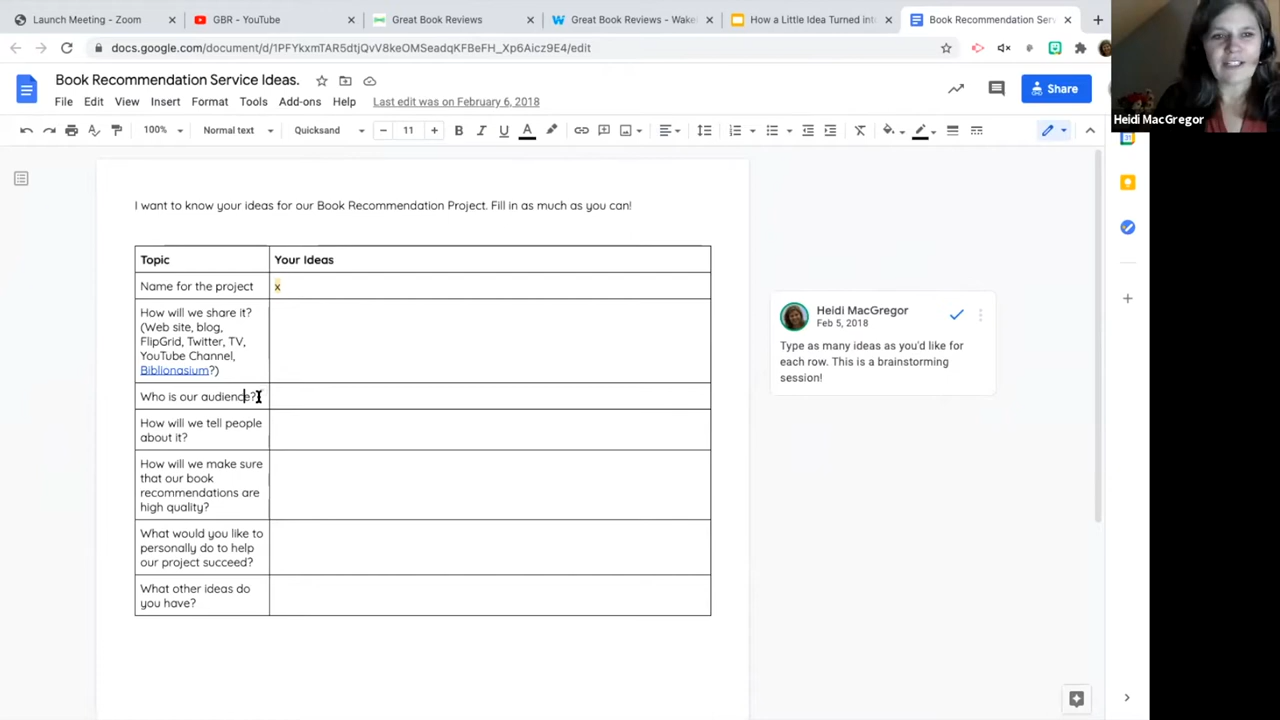 Launch Meeting - Zoom
GBR - YouTube
Great Book Reviews
Great Book Reviews - Wake
How a Little Idea Turned into
Book Recommendation Serv
docs.google.com/document/d/1PFYkxmTAR5dtjQvV8keOMSeadqKFBeFH_Xp6Aicz9E4/edit
Book Recommendation Service Ideas.
File Edit View Insert Format Tools Add-ons Help Last edit was on February 6, 2018
Share
100% Normal text Quicksand 11 B I U A
Heidi MacGregor
I want to know your ideas for our Book Recommendation Project. Fill in as much as you can!
Topic Your Ideas
Name for the project x
How will we share it?
(Web site, blog,
FlipGrid, Twitter, TV,
YouTube Channel,
Biblionasium?)
Who is our audience?
How will we tell people
about it?
How will we make sure
that our book
recommendations are
high quality?
What would you like to
personally do to help
our project succeed?
What other ideas do
you have?
Heidi MacGregor
Feb 5, 2018
Type as many ideas as you'd like for
each row. This is a brainstorming
session!